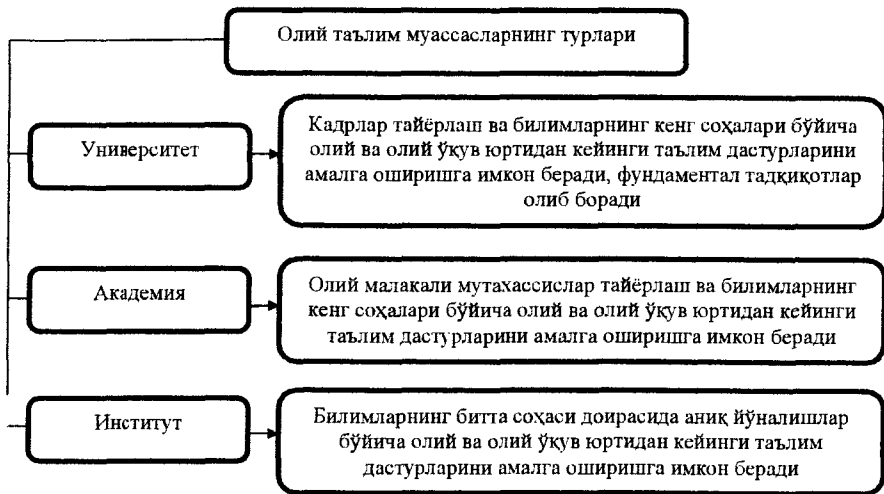 Олий таълим муассасларнинг турлари
Университет
Кадрлар тайёрлаш ва билимларнинг кенг соҳалари бўйича
олий ва олий ўқув юртидан кейинги таълим дастурларини
амалга оширишга имкон беради, фундаментал тадқиқотлар
олиб боради
Академия
Олий малакали мутахассислар тайёрлаш ва билимларнинг
кенг соҳалари бўйича олий ва олий ўқув юртидан кейинги
таълим дастурларини амалга оширишга имкон беради
Институт
Билимларнинг битта соҳаси доирасида аниқ йўналишлар
бўйича олий ва олий ўқув юртидан кейинги таълим
дастурларини амалга оширишга имкон беради